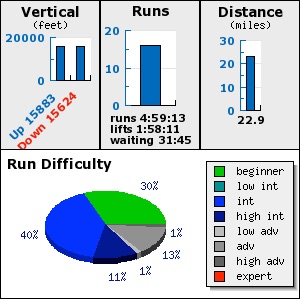 Vertical
(feet)
20000
0
Up 15883
Down 15624
Runs
20
15
10
5
0
runs 4:59:13
lifts 1:58:11
waiting 31:45
Distance
(miles)
30
20
10
0
22.9
Run Difficulty
30%
40%
1%
13%
1%
11%
beginner
low int
int
high int
low adv
adv
high adv
expert